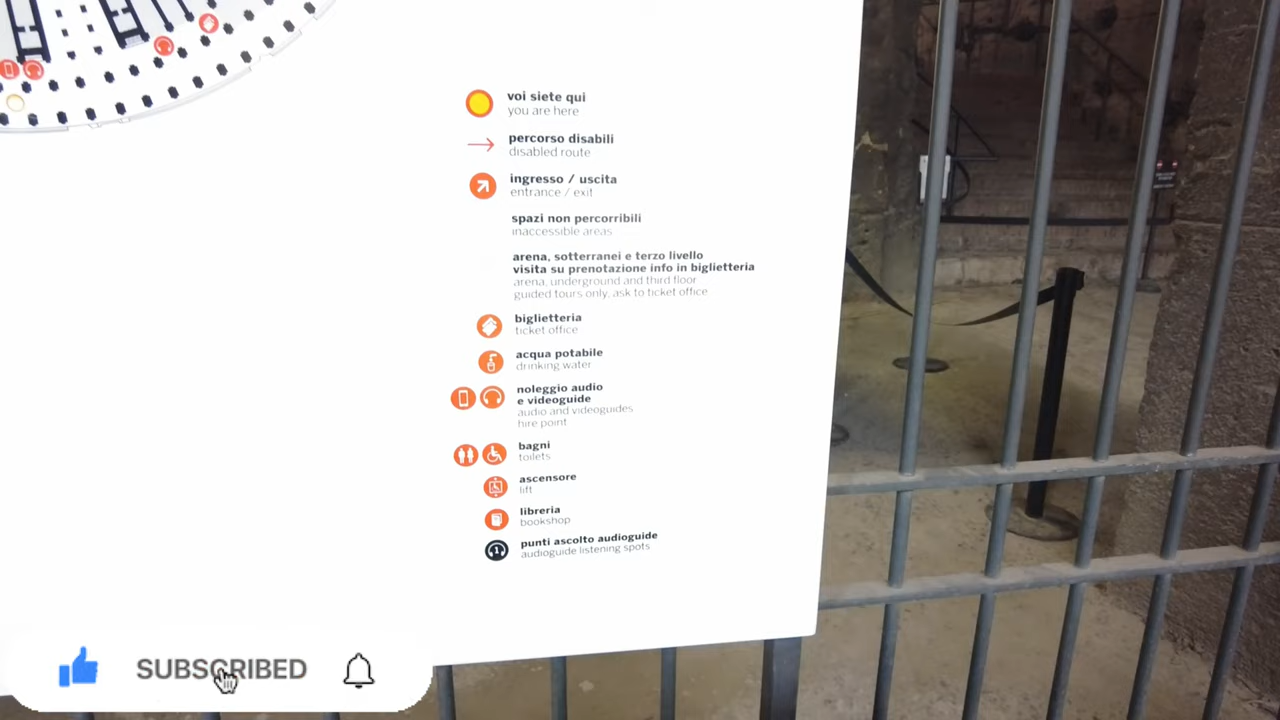 voi siete qui
you are here
percorso disabili
disabled route
ingresso / uscita
entrance / exit
spazi non percorribili
inaccessible areas
arena, sotterranei e terzo livello
visita su prenotazione info in biglietteria
arena, underground and third floor
guided tours only, ask to ticket office
biglietteria
ticket office
acqua potabile
drinking water
noleggio audio
e videoguide
audio and videoguides
hire point
bagni
toilets
ascensore
lift
libreria
bookshop
1
punti ascolto audioguide
audioguide listening spots
SUBSCRIBED